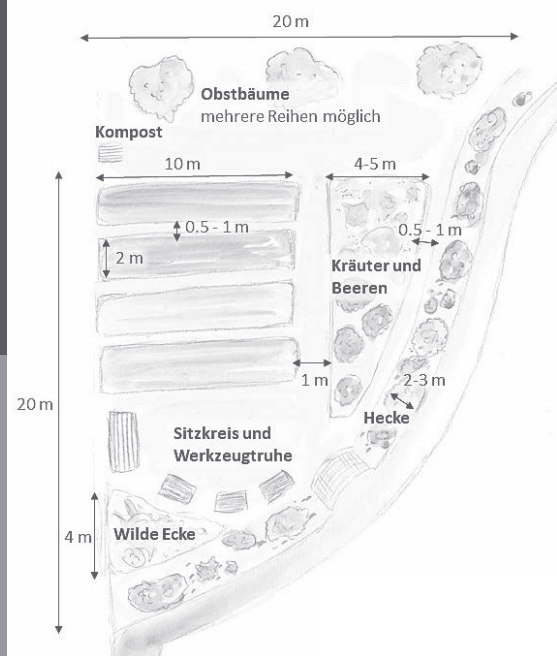 20 m
Obstbäume
mehrere Reihen möglich
Kompost
10 m
4-5 m
0.5 - 1 m
0.5 - 1 m
2 m
Kräuter und
Beeren
1 m
2-3 m
20 m
Hecke
Sitzkreis und
Werkzeugtruhe
4 m
Wilde Ecke